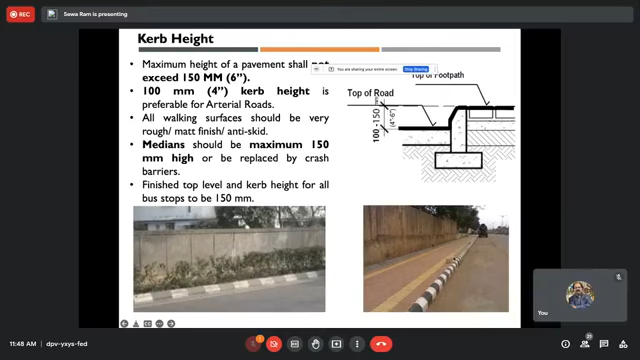 REC
Sewa Ram is presenting
Kerb Height
Maximum height of a pavement shall not
exceed 150 MM (6”).
100 mm (4”) kerb height is
preferable for Arterial Roads.
All walking surfaces should be very
rough/ matt finish/ anti-skid.
Medians should be maximum 150
mm high or be replaced by crash
barriers.
Finished top level and kerb height for all
bus stops to be 150 mm.
You are sharing your entire screen.
Stop Sharing
Top of Footpath
Top of Road
100 -150 mm
(4"-6")
You
11:48 AM | dpv-yxys-fed